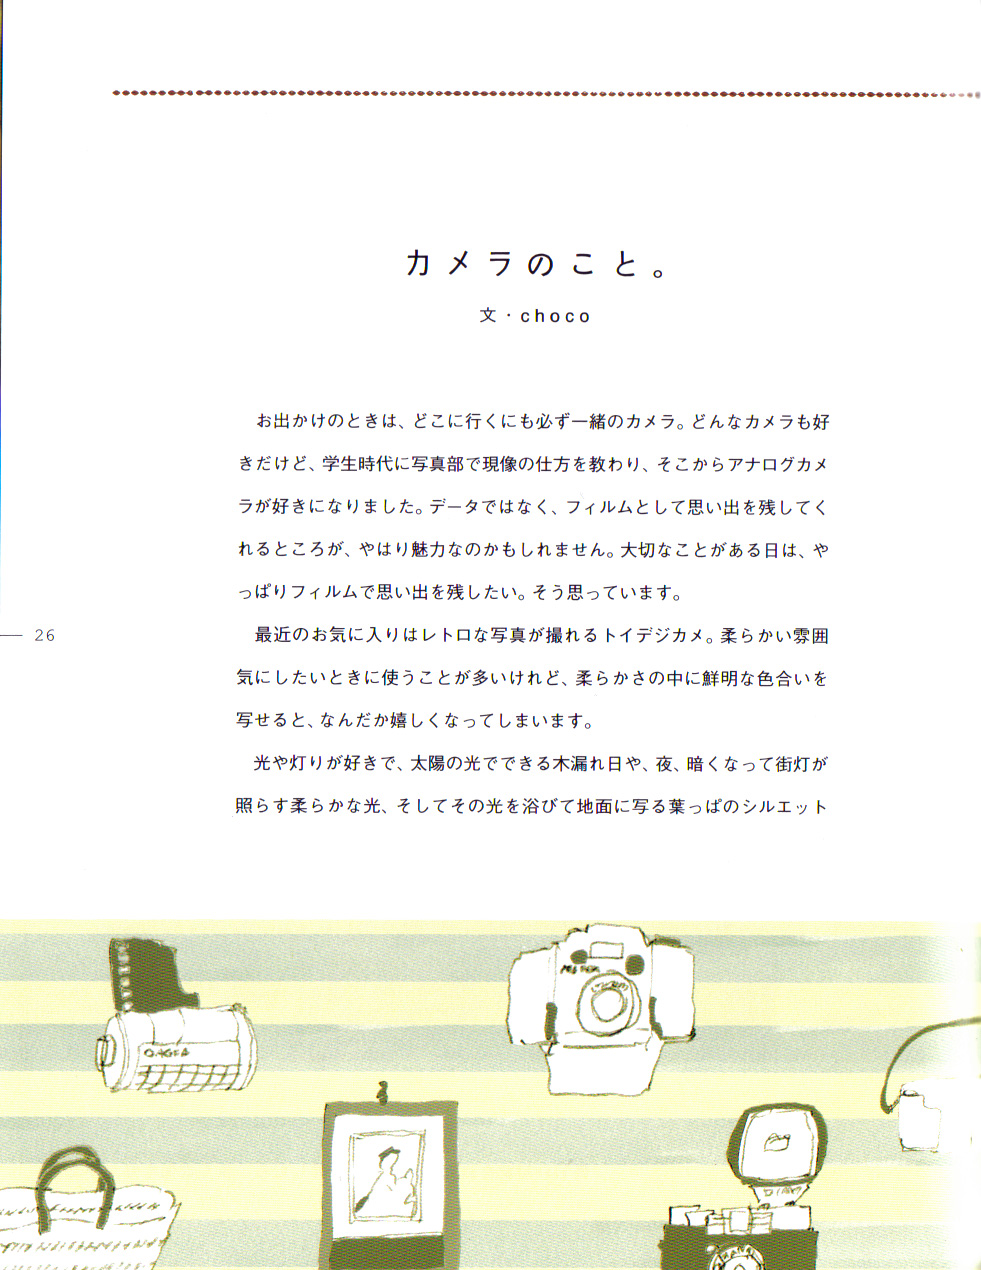 カメラのこと。
文・choco
お出かけのときは、どこに行くにも必ず一緒のカメラ。どんなカメラも好
きだけど、学生時代に写真部で現像の仕方を教わり、そこからアナログカメ
ラが好きになりました。データではなく、フィルムとして思い出を残してく
れるところが、やはり魅力なのかもしれません。大切なことがある日は、や
っぱりフィルムで思い出を残したい。そう思っています。
26
最近のお気に入りはレトロな写真が撮れるトイデジカメ。柔らかい雰囲
気にしたいときに使うことが多いけれど、柔らかさの中に鮮明な色合いを
写せると、なんだか嬉しくなってしまいます。
光や灯りが好きで、太陽の光でできる木漏れ日や、夜、暗くなって街灯が
照らす柔らかな光、そしてその光を浴びて地面に写る葉っぱのシルエット